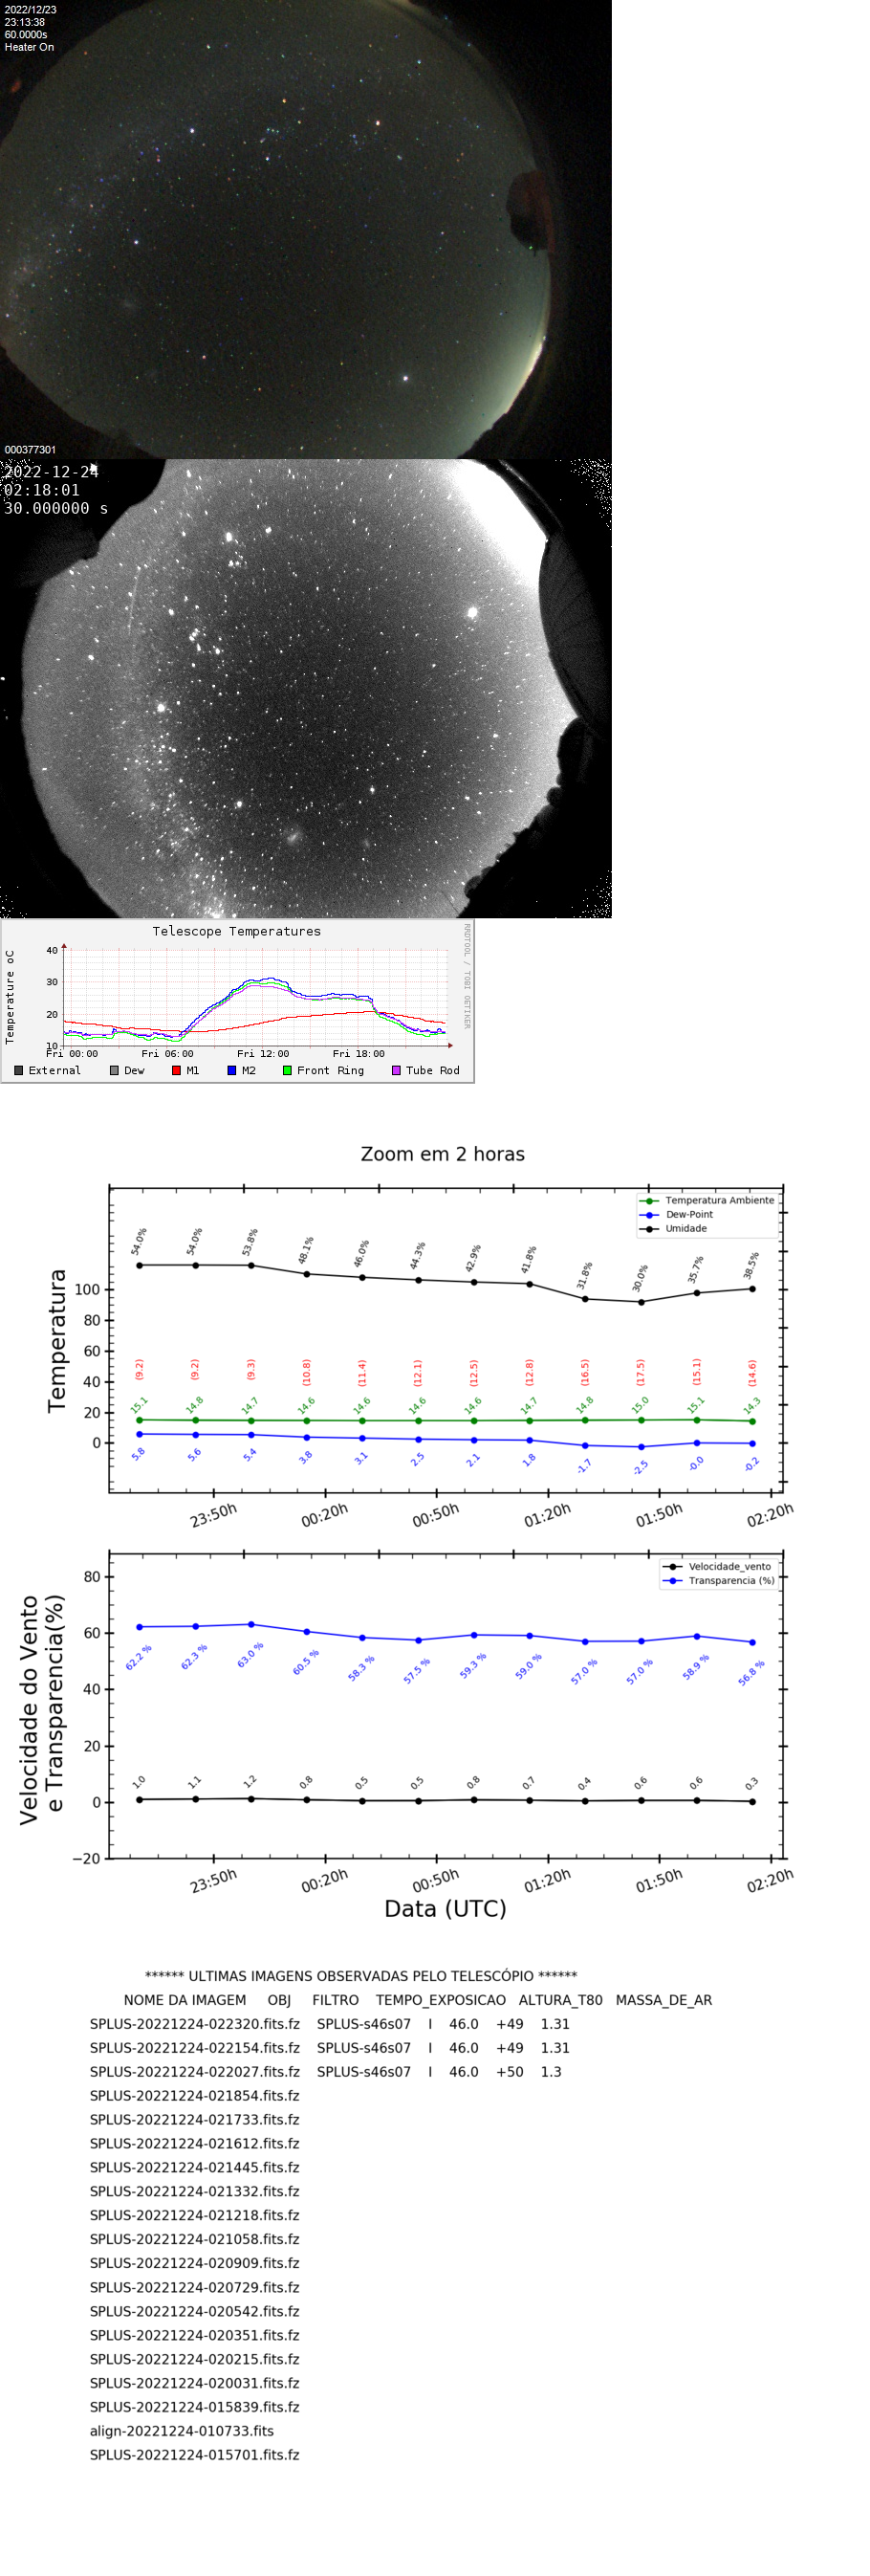 2022/12/23
23:13:38
60.0000s
Heater On
000377301
2022-12-24
02:18:01
30.000000 s
Telescope Temperatures
RRDTOOL / TOBI OETIKER
Temperature oC
40
30
20
10
Fri 00:00 Fri 06:00 Fri 12:00 Fri 18:00
External Dew M1 M2 Front Ring Tube Rod
Zoom em 2 horas
Temperatura Ambiente
Dew-Point
Umidade
54.0% 54.0% 53.8% 48.1% 46.0% 44.3% 42.9% 41.8% 31.8% 30.0% 35.7% 38.5%
Temperatura
100
80
60
40
20
0
(9.2) (9.2) (9.3) (10.8) (11.4) (12.1) (12.5) (12.8) (16.5) (17.5) (15.1) (14.6)
15.1 14.8 14.7 14.6 14.6 14.6 14.6 14.7 14.8 15.0 15.1 14.3
5.8 5.6 5.4 3.8 3.1 2.5 2.1 1.8 -1.7 -2.5 -0.0 -0.2
23:50h 00:20h 00:50h 01:20h 01:50h 02:20h
Velocidade_vento
Transparencia (%)
Velocidade do Vento
e Transparencia(%)
80
60
40
20
0
−20
62.2 % 62.3 % 63.0 % 60.5 % 58.3 % 57.5 % 59.3 % 59.0 % 57.0 % 57.0 % 58.9 % 56.8 %
1.0 1.1 1.2 0.8 0.5 0.5 0.8 0.7 0.4 0.6 0.6 0.3
23:50h 00:20h 00:50h 01:20h 01:50h 02:20h
Data (UTC)
****** ULTIMAS IMAGENS OBSERVADAS PELO TELESCÓPIO ******
NOME DA IMAGEM OBJ FILTRO TEMPO_EXPOSICAO ALTURA_T80 MASSA_DE_AR
SPLUS-20221224-022320.fits.fz SPLUS-s46s07 I 46.0 +49 1.31
SPLUS-20221224-022154.fits.fz SPLUS-s46s07 I 46.0 +49 1.31
SPLUS-20221224-022027.fits.fz SPLUS-s46s07 I 46.0 +50 1.3
SPLUS-20221224-021854.fits.fz
SPLUS-20221224-021733.fits.fz
SPLUS-20221224-021612.fits.fz
SPLUS-20221224-021445.fits.fz
SPLUS-20221224-021332.fits.fz
SPLUS-20221224-021218.fits.fz
SPLUS-20221224-021058.fits.fz
SPLUS-20221224-020909.fits.fz
SPLUS-20221224-020729.fits.fz
SPLUS-20221224-020542.fits.fz
SPLUS-20221224-020351.fits.fz
SPLUS-20221224-020215.fits.fz
SPLUS-20221224-020031.fits.fz
SPLUS-20221224-015839.fits.fz
align-20221224-010733.fits
SPLUS-20221224-015701.fits.fz